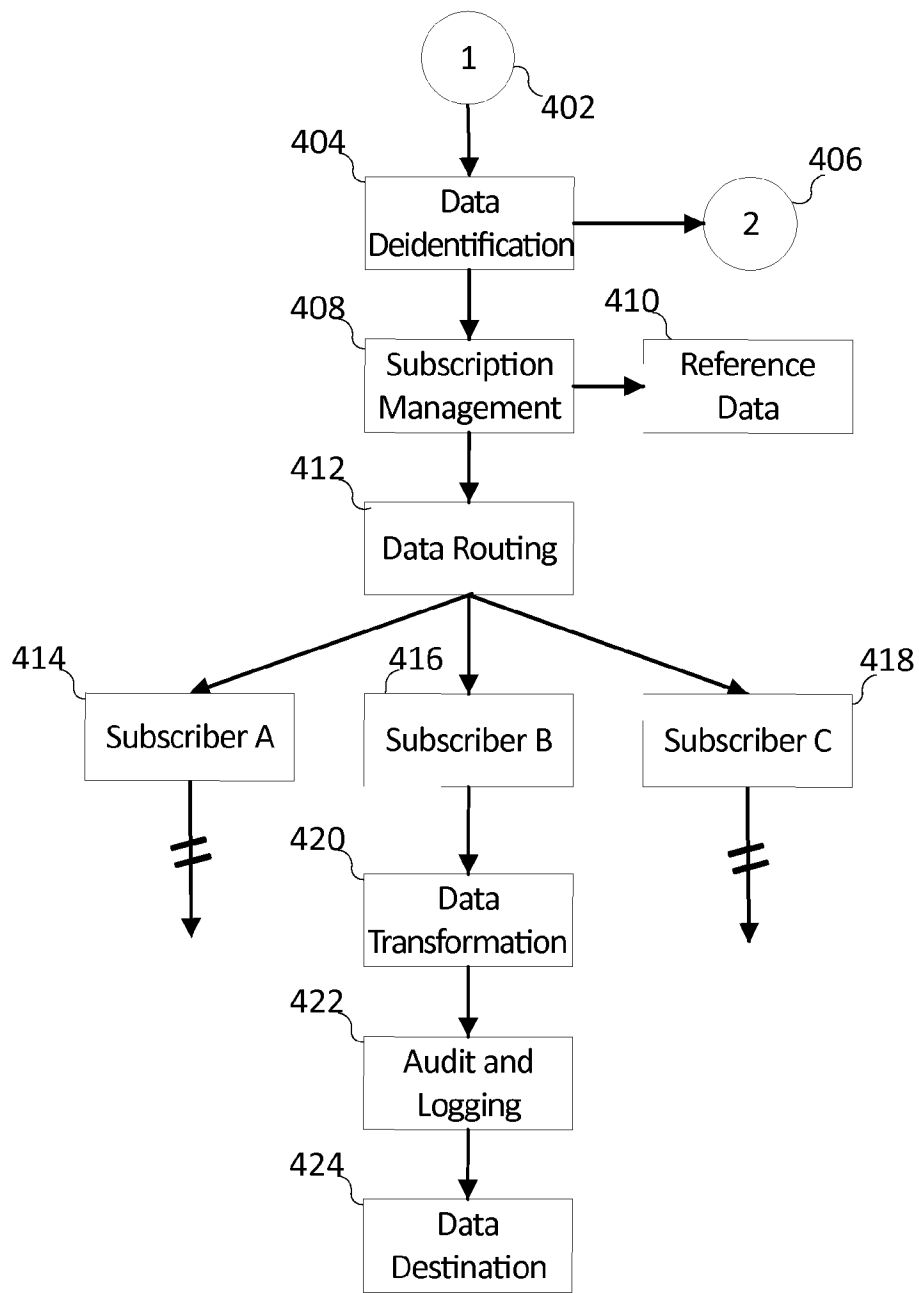 1
402
404
Data
Deidentification
406
2
408
Subscription
Management
410
Reference
Data
412
Data Routing
414
Subscriber A
416
Subscriber B
418
Subscriber C
420
Data
Transformation
422
Audit and
Logging
424
Data
Destination